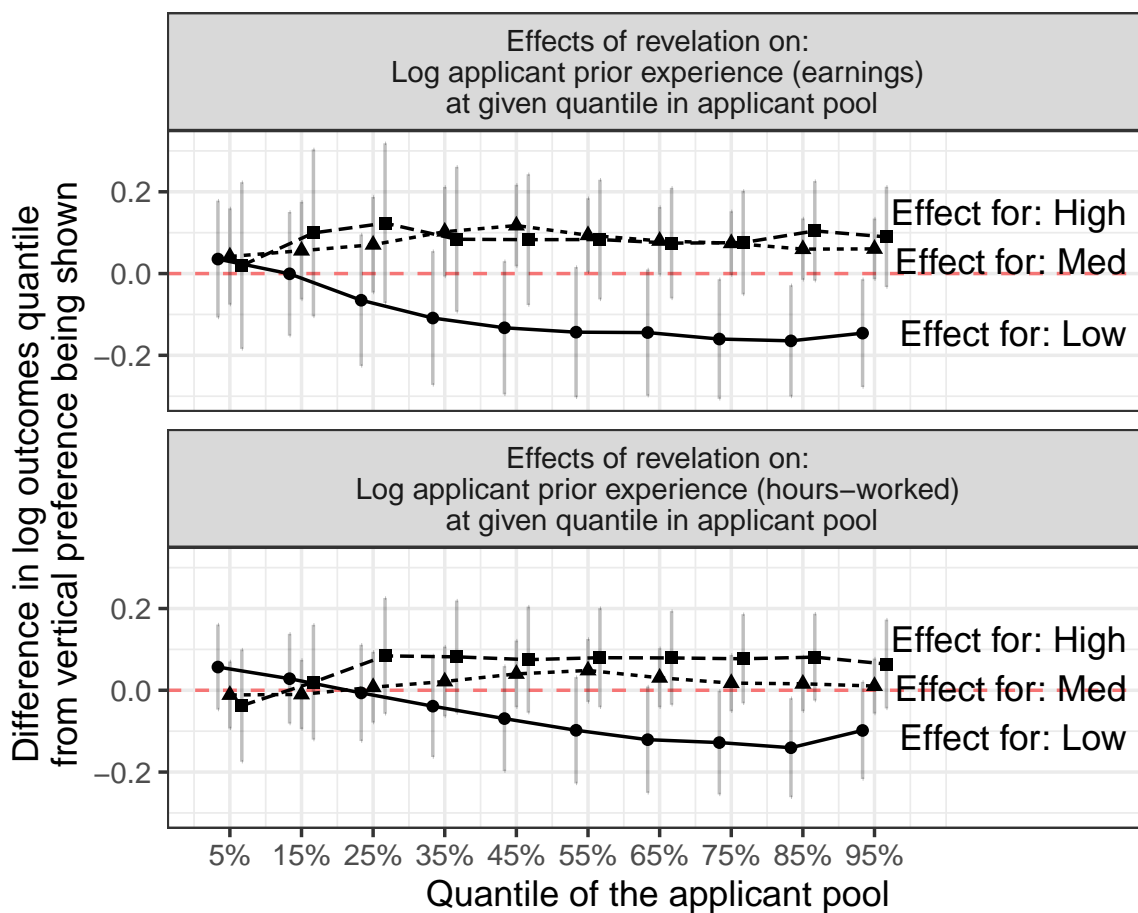 Effects of revelation on:
Log applicant prior experience (earnings)
at given quantile in applicant pool
0.2
0.0
−0.2
Effect for: High
Effect for: Med
Effect for: Low
Difference in log outcomes quantile
from vertical preference being shown
Effects of revelation on:
Log applicant prior experience (hours−worked)
at given quantile in applicant pool
0.2
0.0
−0.2
Effect for: High
Effect for: Med
Effect for: Low
5% 15% 25% 35% 45% 55% 65% 75% 85% 95%
Quantile of the applicant pool